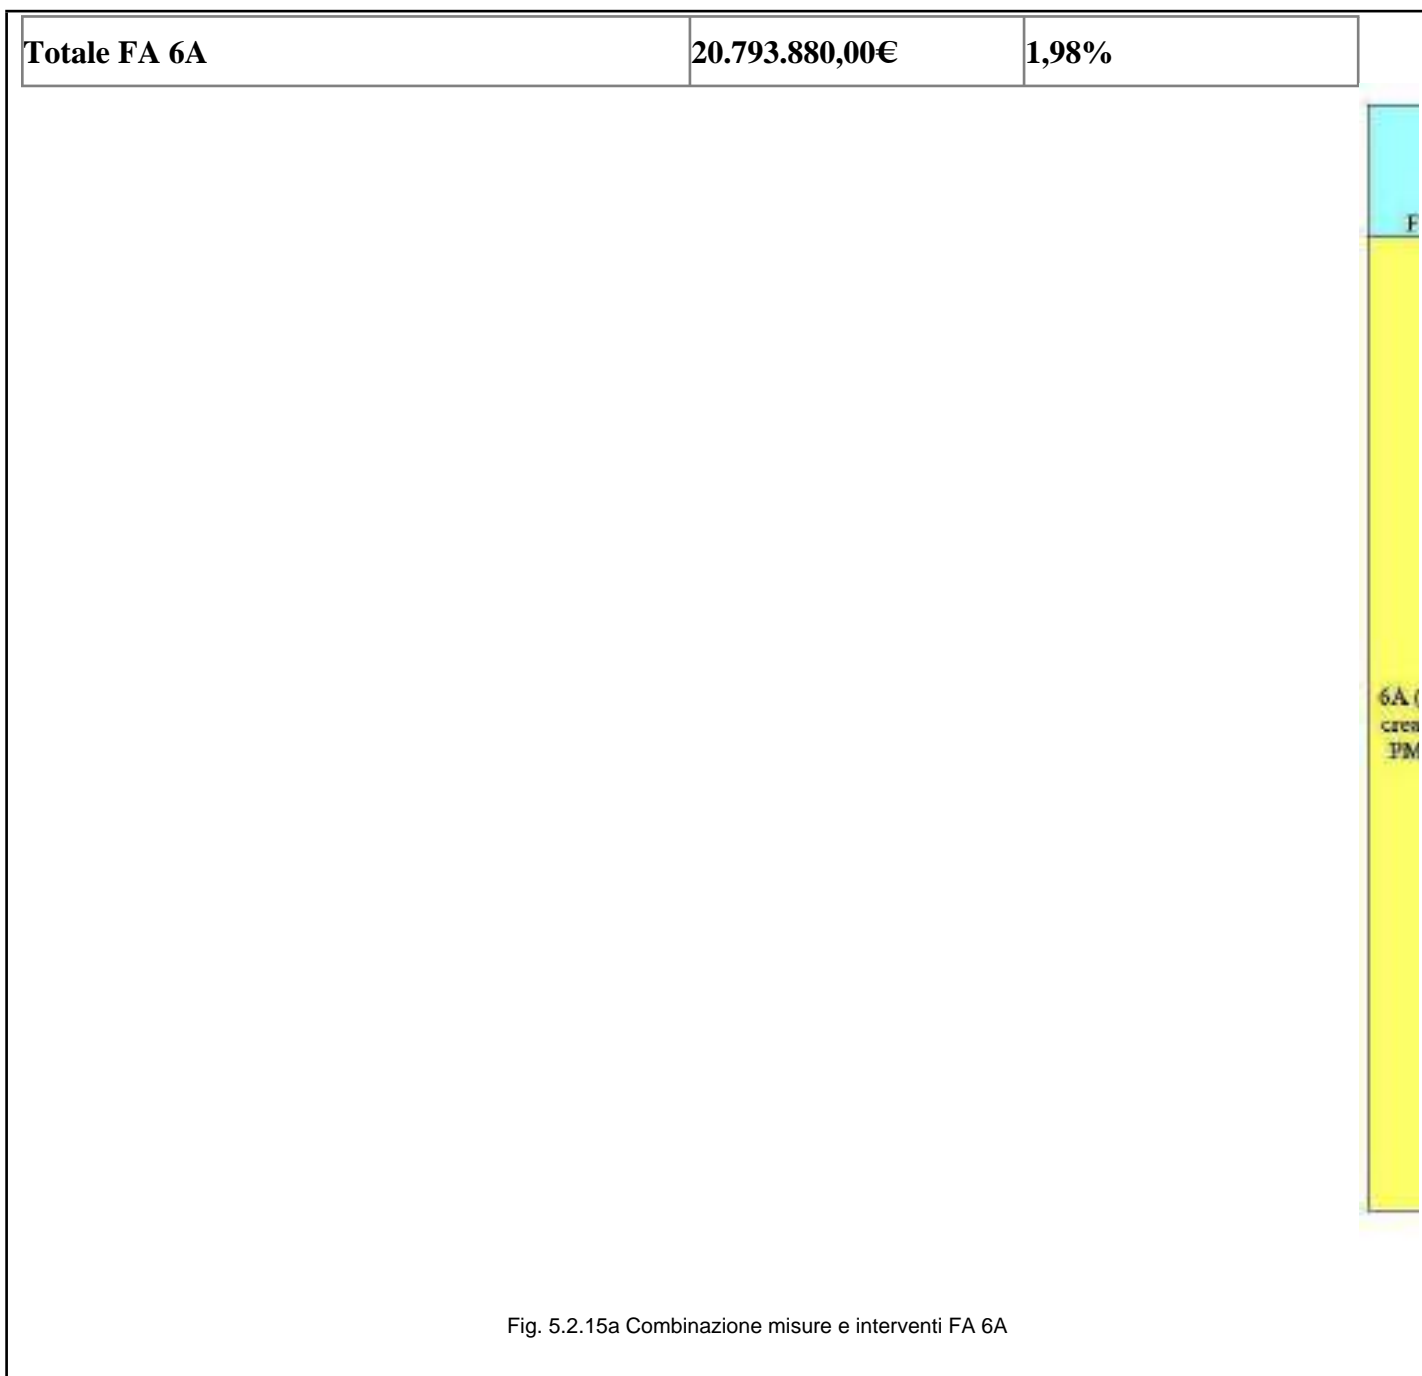 Totale FA 6A 20.793.880,00€ 1,98%
F
6A (
crea
PM
Fig. 5.2.15a Combinazione misure e interventi FA 6A